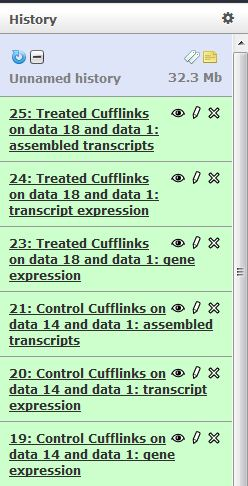 History
Unnamed history 32.3 Mb
25: Treated Cufflinks
on data 18 and data 1:
assembled transcripts
24: Treated Cufflinks
on data 18 and data 1:
transcript expression
23: Treated Cufflinks
on data 18 and data 1: gene
expression
21: Control Cufflinks on
data 14 and data 1: assembled
transcripts
20: Control Cufflinks on
data 14 and data 1: transcript
expression
19: Control Cufflinks on
data 14 and data 1: gene
expression